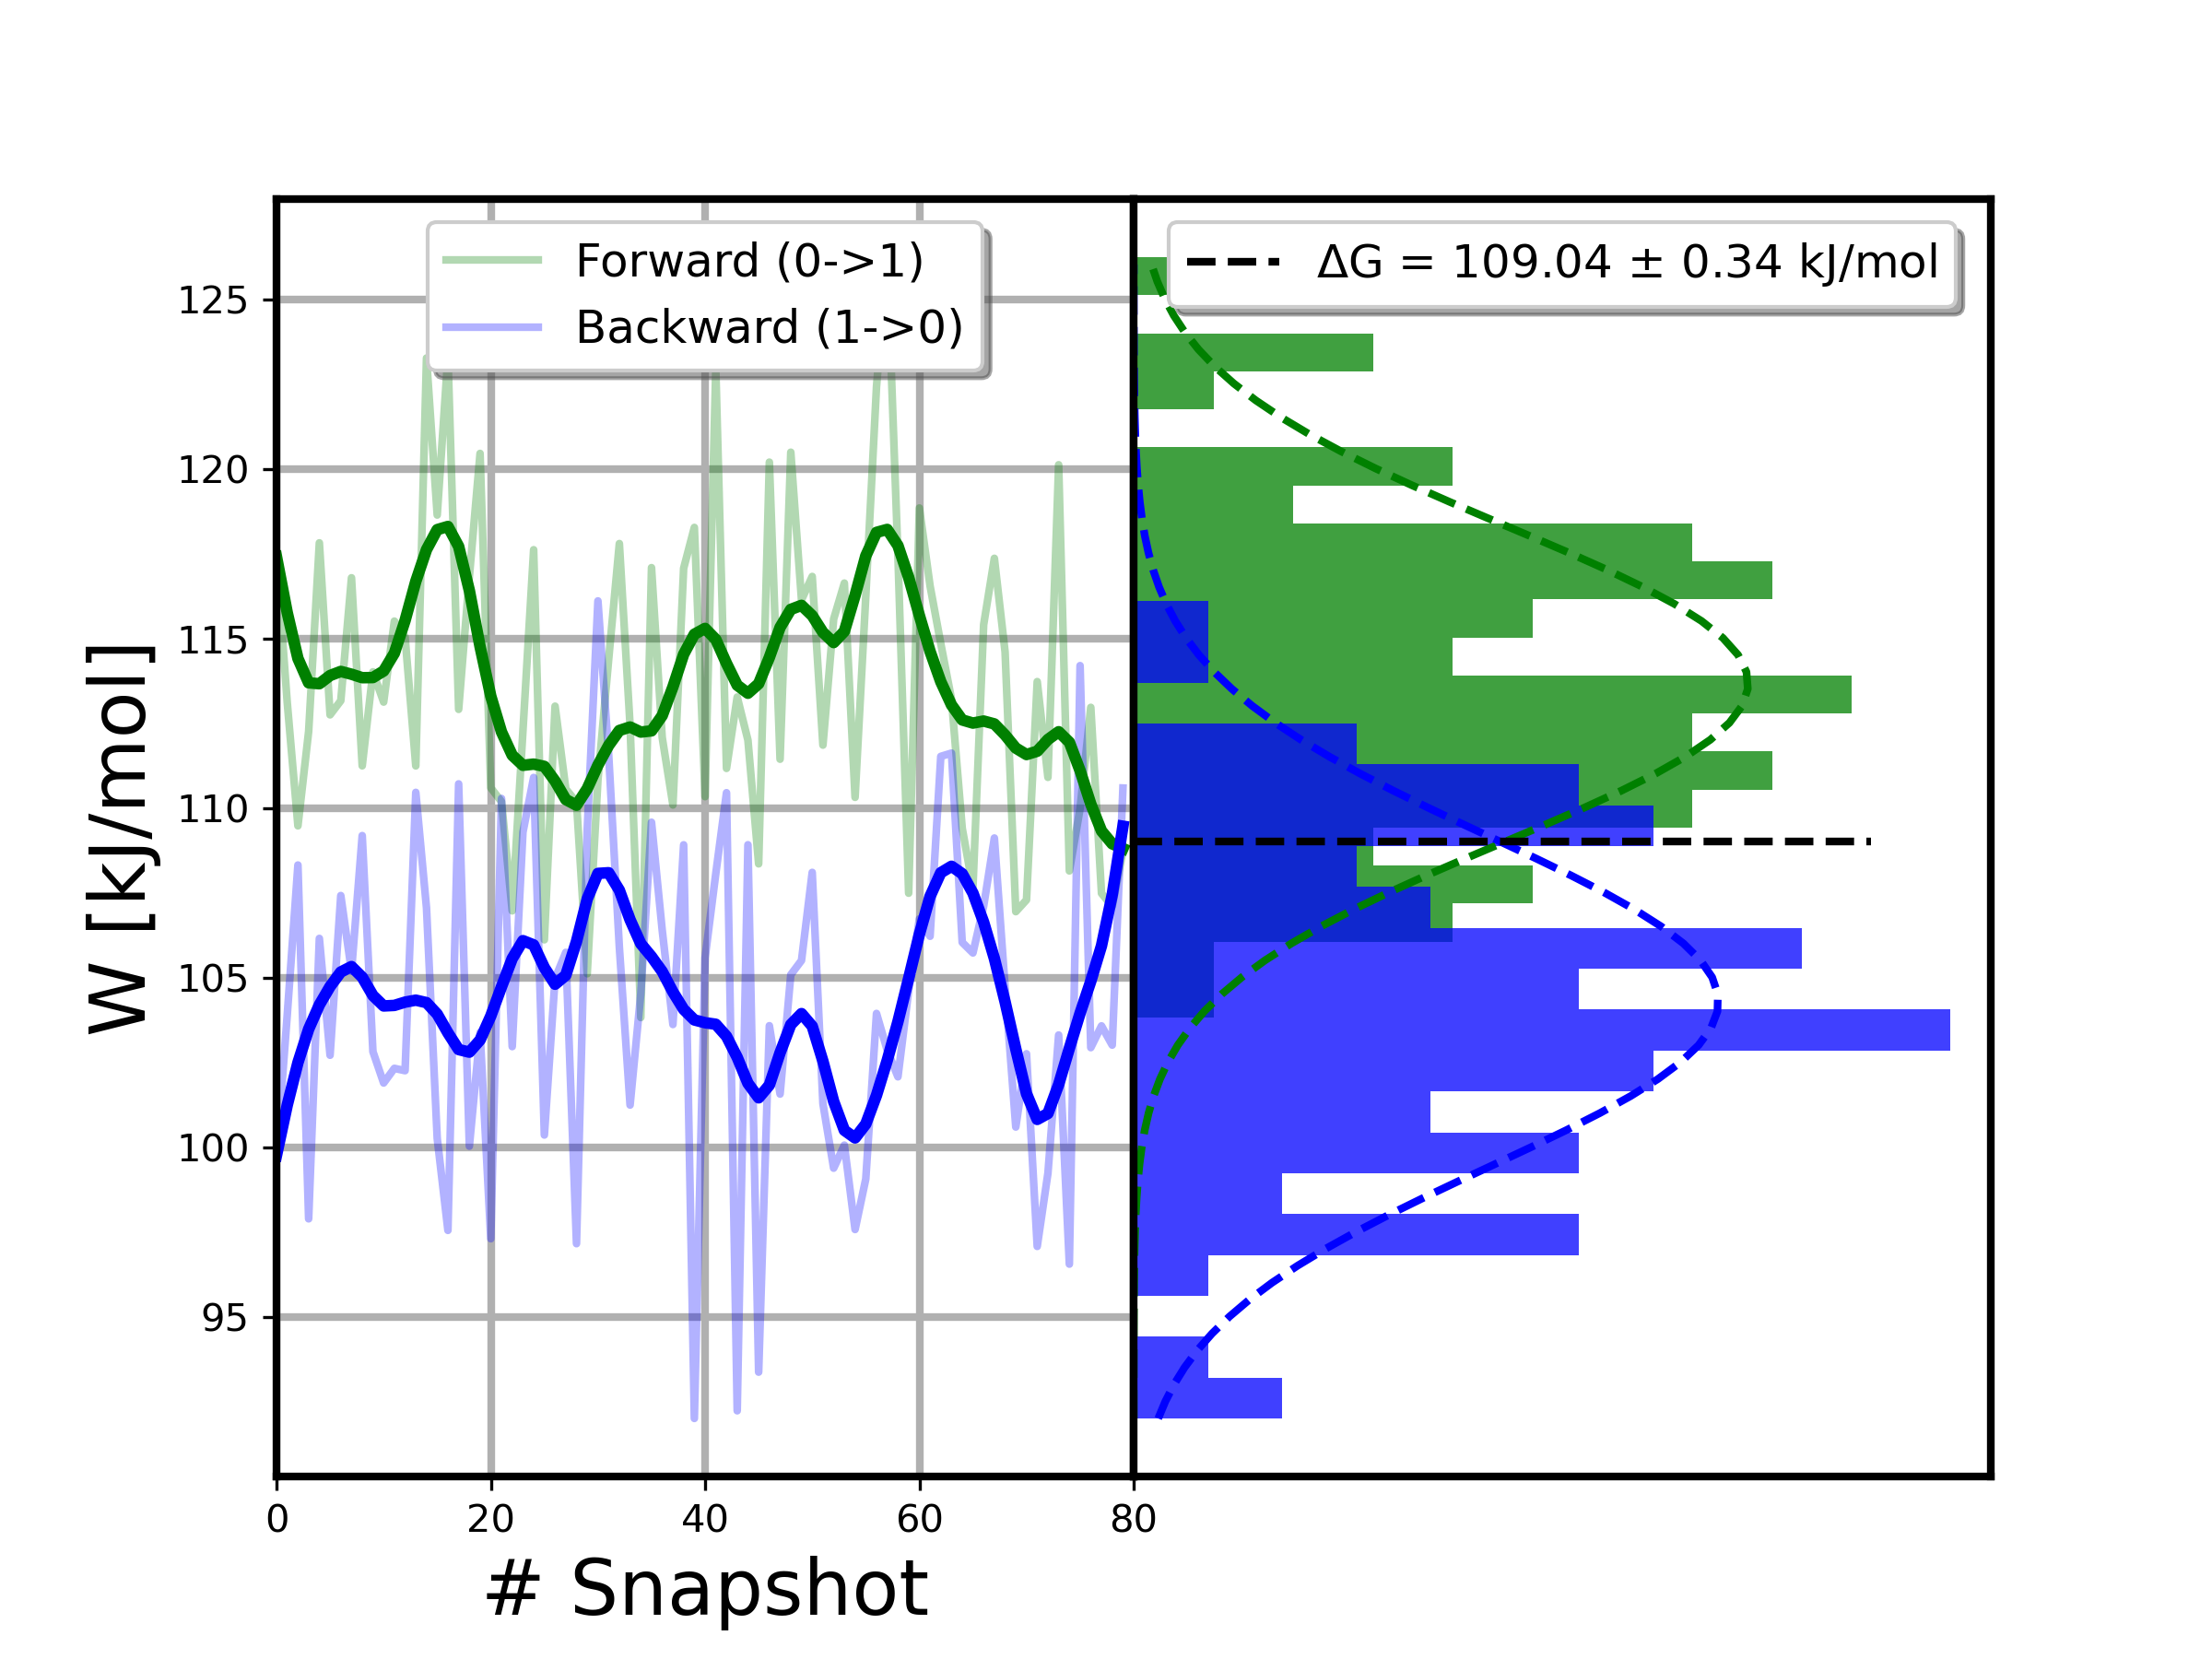 Forward (0->1)
Backward (1->0)
ΔG = 109.04 ± 0.34 kJ/mol
125
120
115
110
105
100
95
W [kJ/mol]
0 20 40 60 80
# Snapshot